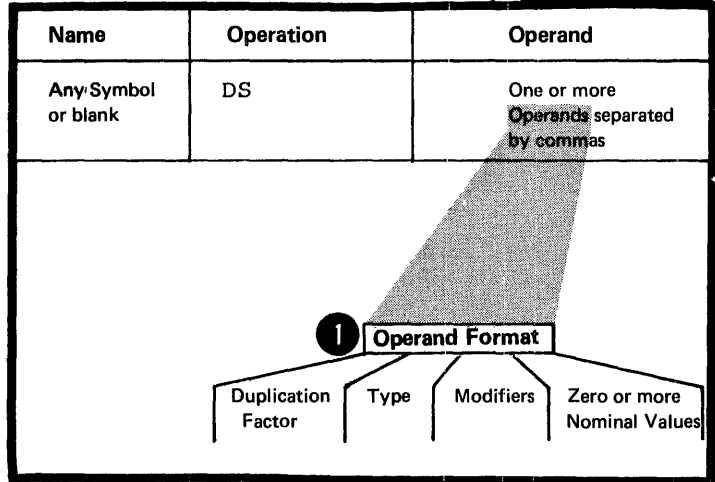 Name Operation Operand
Any Symbol DS One or more
or blank Operands separated
by commas
1 Operand Format
Duplication Type Modifiers Zero or more
Factor Nominal Values